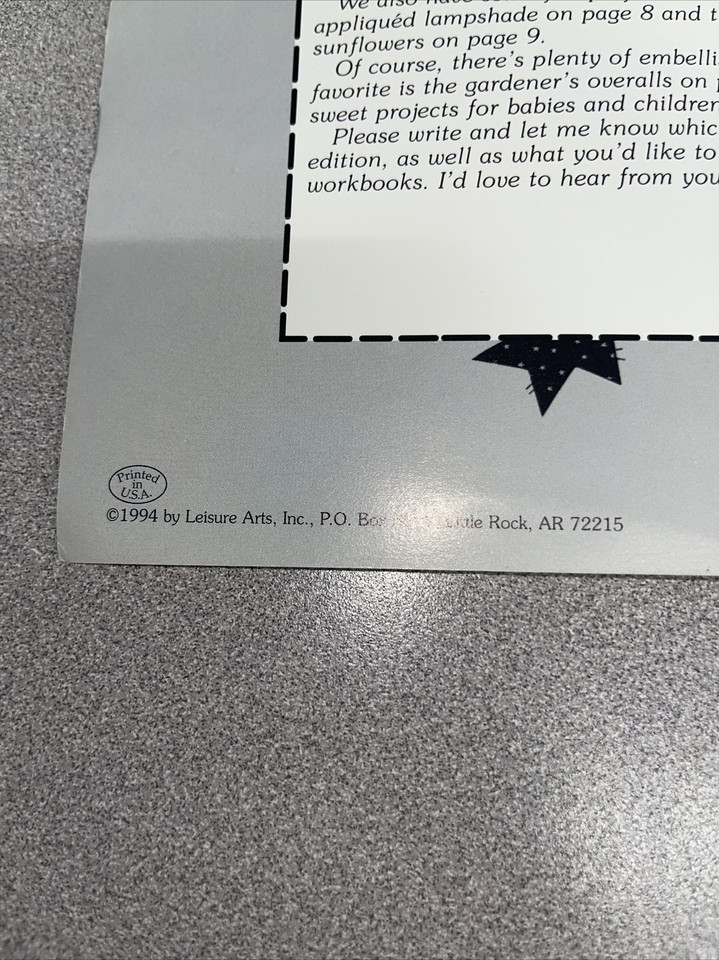 appliquéd lampshade on page 8 and
sunflowers on page 9.
Of course, there's plenty of
favorite is the gardener's overalls on
sweet projects for babies and children
Please write and let me know
edition, as well as what you'd like to
workbooks. I'd love to hear from you
Printed
in
U.S.A.
©1994 by Leisure Arts, Inc., P.O. Box Little Rock, AR 72215